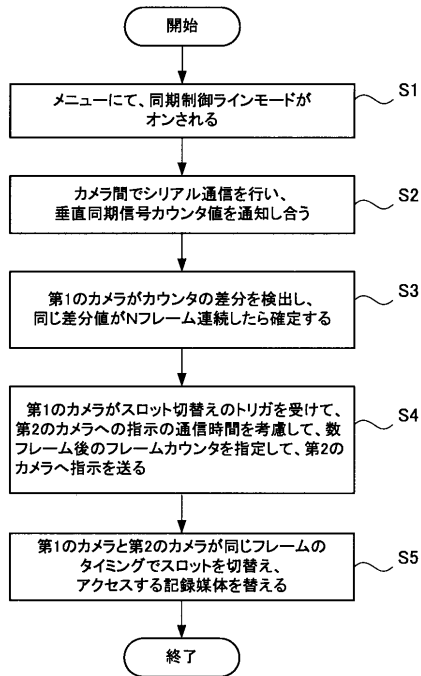 開始
メニューにて、同期制御ラインモードが
オンされる
S1
カメラ間でシリアル通信を行い、
垂直同期信号カウンタ値を通知し合う
S2
第1のカメラがカウンタの差分を検出し、
同じ差分値がNフレーム連続したら確定する
S3
第1のカメラがスロット切替えのトリガを受けて、
第2のカメラへの指示の通信時間を考慮して、数
フレーム後のフレームカウンタを指定して、第2の
カメラへ指示を送る
S4
第1のカメラと第2のカメラが同じフレームの
タイミングでスロットを切替え、
アクセスする記録媒体を替える
S5
終了